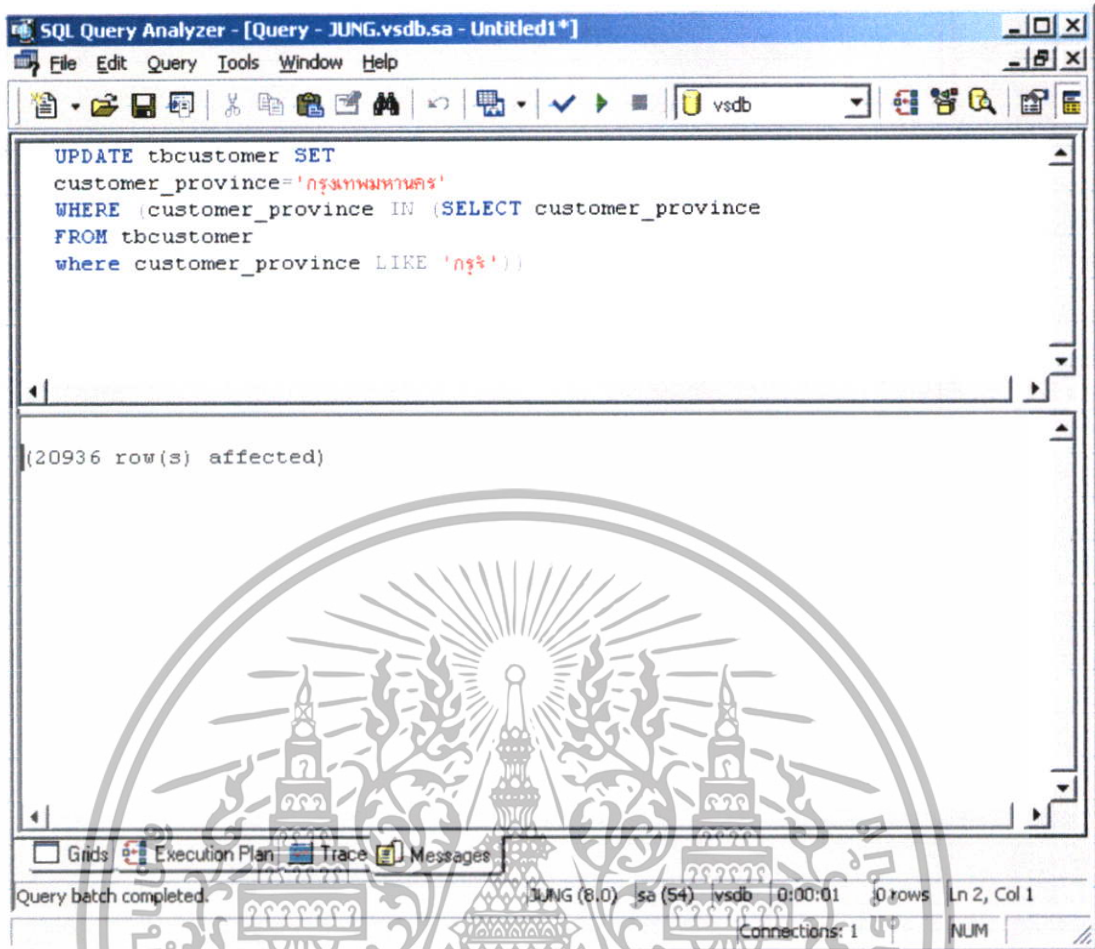 SQL Query Analyzer - [Query - JUNG.vsdb.sa - Untitled1*]
File Edit Query Tools Window Help
vsdb
UPDATE tbcustomer SET
customer_province='กรุงเทพมหานคร'
WHERE (customer_province IN (SELECT customer_province
FROM tbcustomer
where customer_province LIKE 'กรุ%'))
(20936 row(s) affected)
Grids Execution Plan Trace Messages
Query batch completed. JUNG (8.0) sa (54) vsdb 0:00:01 0 rows Ln 2, Col 1
Connections: 1 NUM